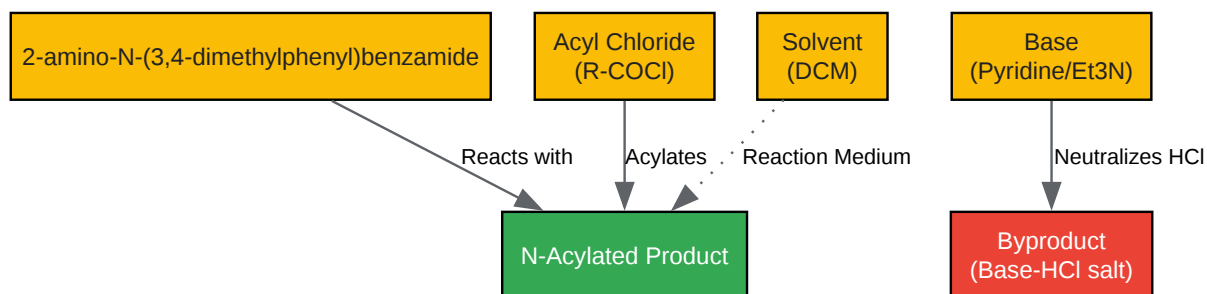 2-amino-N-(3,4-dimethylphenyl)benzamide
Acyl Chloride
(R-COCl)
Solvent
(DCM)
Base
(Pyridine/Et3N)
Reacts with
Acylates
Reaction Medium
Neutralizes HCl
N-Acylated Product
Byproduct
(Base-HCl salt)